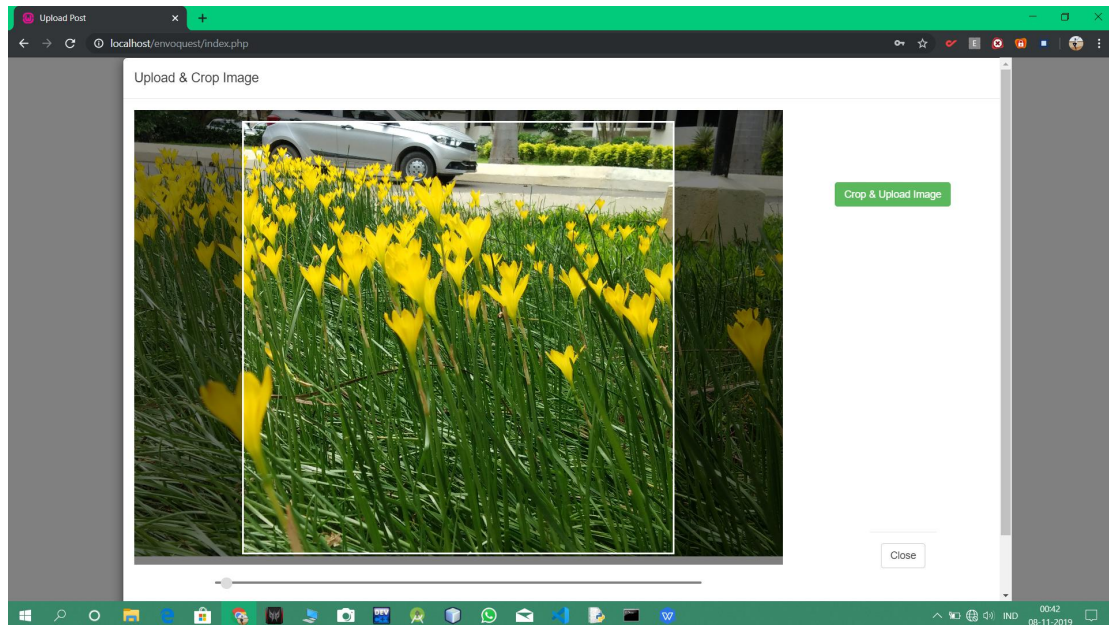 Upload Post
localhost/envoquest/index.php
E
Upload & Crop Image
Crop & Upload Image
Close
DEV
IND
00:42
08-11-2019